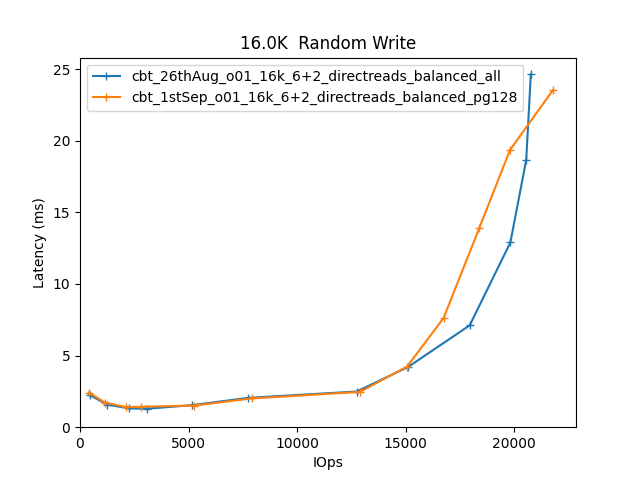 16.0K  Random Write
cbt_26thAug_o01_16k_6+2_directreads_balanced_all
cbt_1stSep_o01_16k_6+2_directreads_balanced_pg128
25
20
15
10
5
0
Latency (ms)
0 5000 10000 15000 20000
IOps